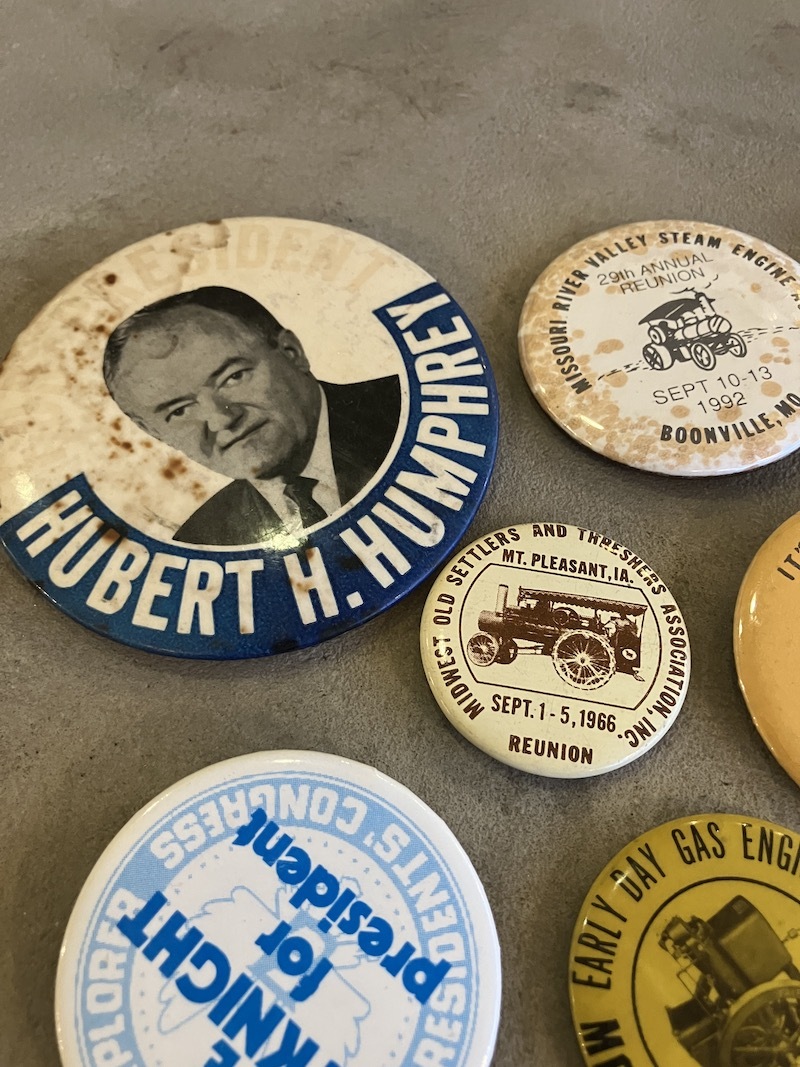 PRESIDENT
HUBERT H. HUMPHREY
MISSOURI RIVER VALLEY STEAM ENGINE
29th ANNUAL
REUNION
SEPT 10-13
1992
BOONVILLE, MO
MIDWEST OLD SETTLERS AND THRESHERS ASSOCIATION, INC.
MT. PLEASANT, IA.
SEPT. 1-5, 1966
REUNION
EARLY DAY GAS
PRESIDENTS' CONGRESS
KNIGHT
for
president